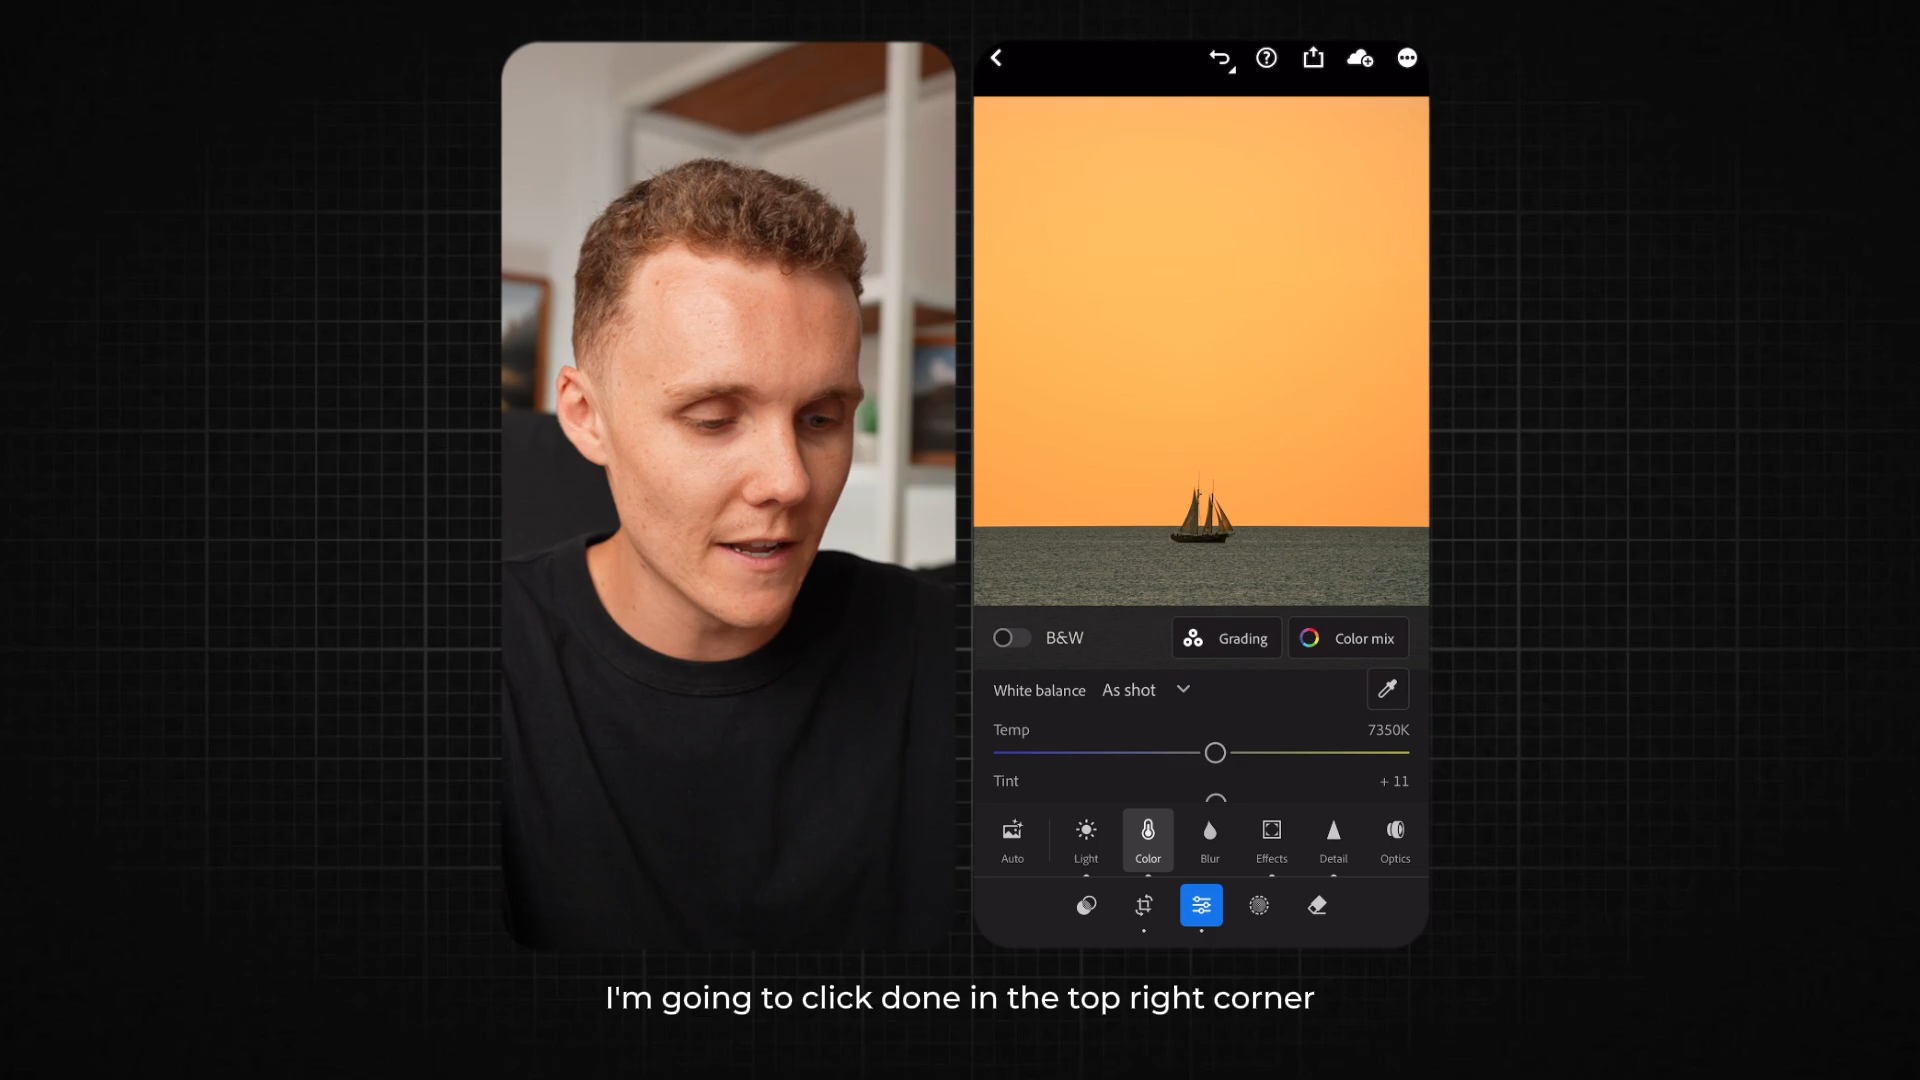 B&W
Grading
Color mix
White balance As shot
Temp 7350K
Tint + 11
Auto Light Color Blur Effects Detail Optics
I'm going to click done in the top right corner